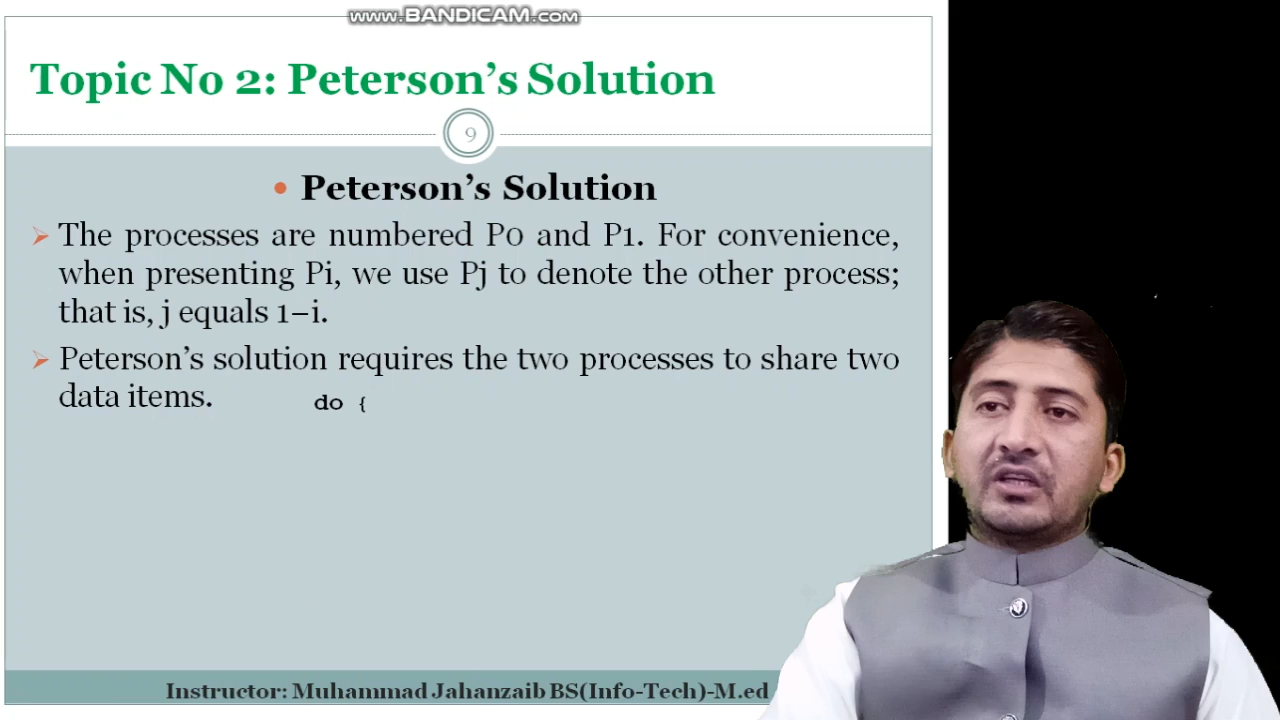 www.BANDICAM.com
Topic No 2: Peterson's Solution
9
• Peterson's Solution
The processes are numbered P0 and P1. For convenience,
when presenting Pi, we use Pj to denote the other process;
that is, j equals 1–i.
Peterson's solution requires the two processes to share two
data items.
do {
Instructor: Muhammad Jahanzaib BS(Info-Tech)-M.ed